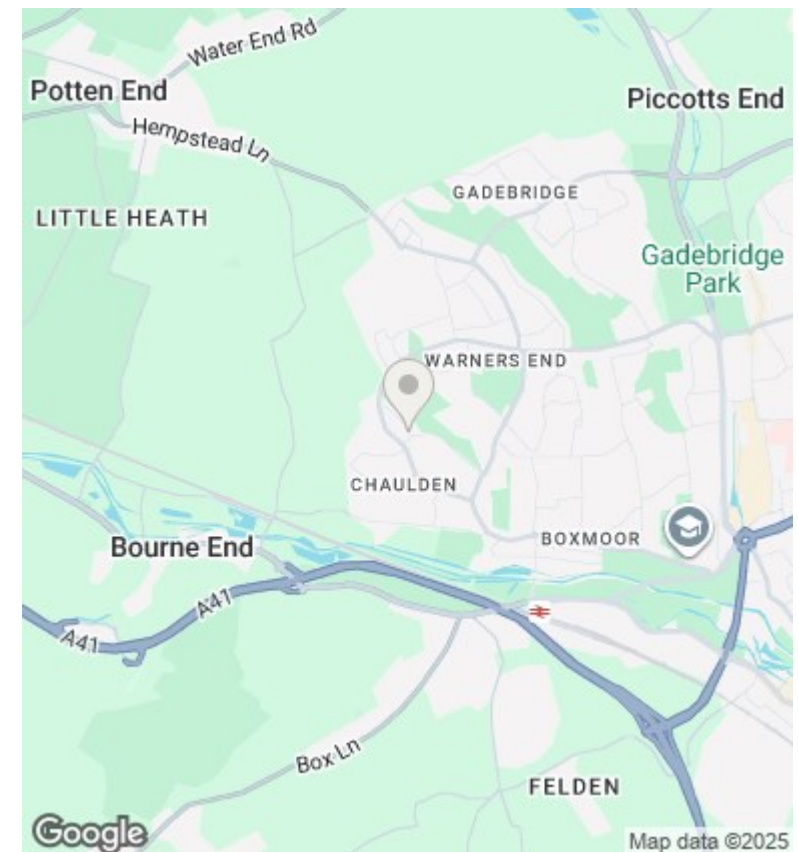 Water End Rd
Potten End
Piccotts End
Hempstead Ln
GADEBRIDGE
LITTLE HEATH
Gadebridge
Park
WARNERS END
CHAULDEN
BOXMOOR
Bourne End
A41
A41
Box Ln
FELDEN
Google
Map data ©2025